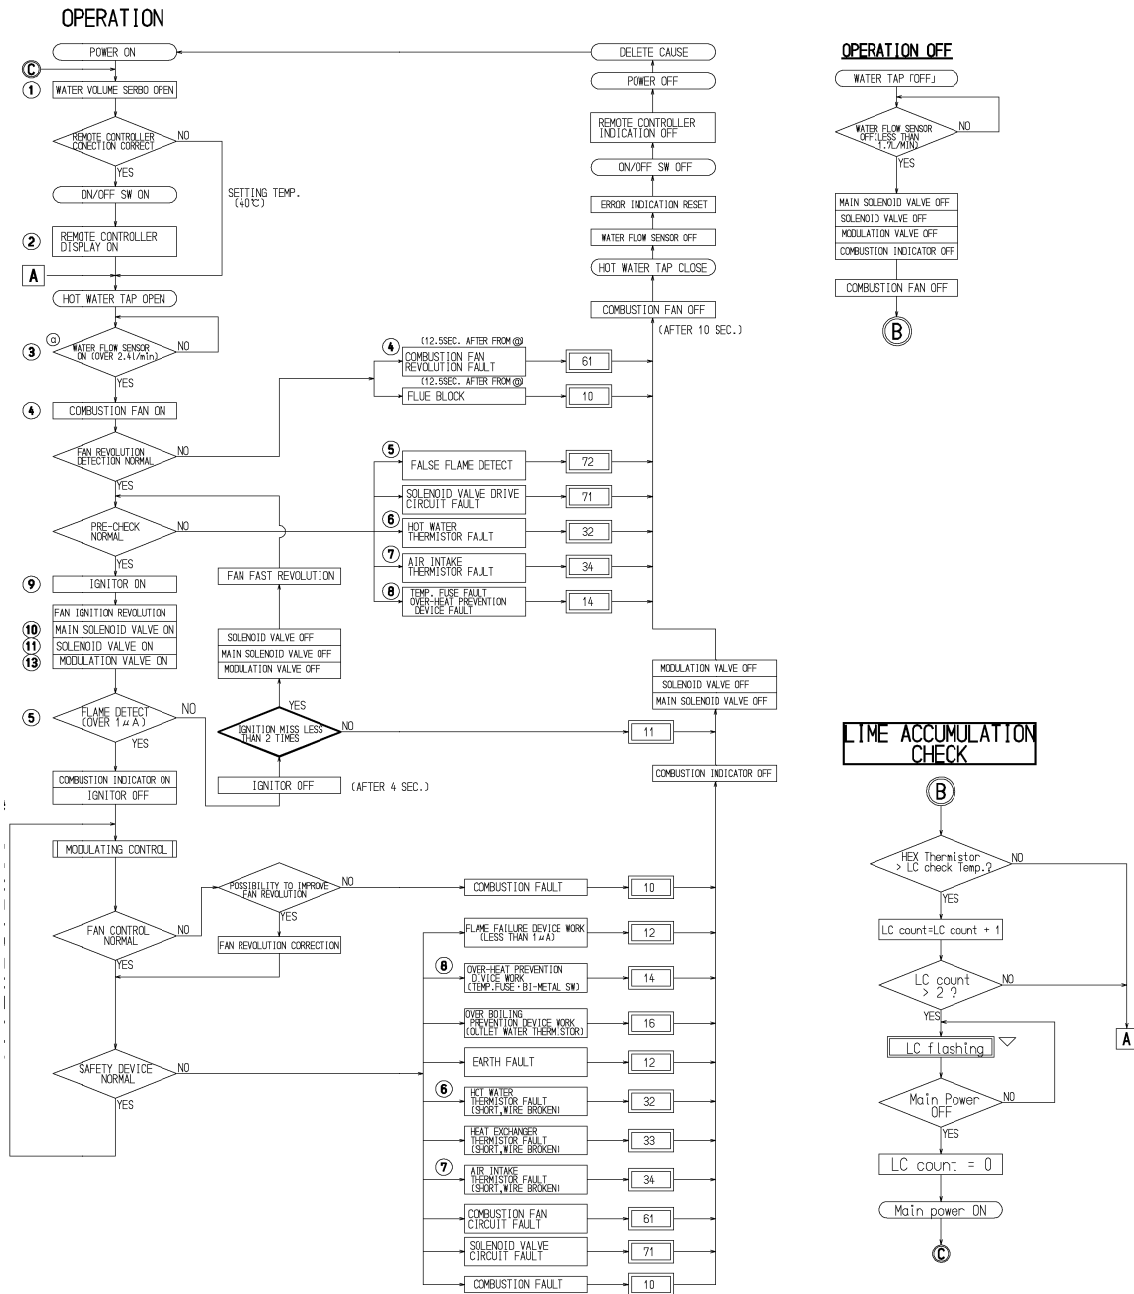 OPERATION
POWER ON
C
1
WATER VOLUME SERBO OPEN
REMOTE CONTROLLER
CONECTION CORRECT
NO
YES
ON/OFF SW ON
SETTING TEMP.
(40℃)
2
REMOTE CONTROLLER
DISPLAY ON
A
HOT WATER TAP OPEN
a
3
WATER FLOW SENSOR
ON (OVER 2.4l/min)
NO
YES
4
COMBUSTION FAN ON
FAN REVOLUTION
DETECTION NORMAL
NO
YES
PRE-CHECK
NORMAL
NO
YES
9
IGNITOR ON
FAN IGNITION REVOLUTION
10
MAIN SOLENOID VALVE ON
11
SOLENOID VALVE ON
13
MODULATION VALVE ON
5
FLAME DETECT
(OVER 1μA)
NO
YES
COMBUSTION INDICATOR ON
IGNITOR OFF
MODULATING CONTROL
FAN CONTROL
NORMAL
NO
YES
SAFETY DEVICE
NORMAL
NO
YES
FAN FAST REVOLUTION
SOLENOID VALVE OFF
MAIN SOLENOID VALVE OFF
MODULATION VALVE OFF
YES
IGNITION MISS LESS
THAN 2 TIMES
NO
IGNITOR OFF
(AFTER 4 SEC.)
POSSIBILITY TO IMPROVE
FAN REVOLUTION
NO
YES
FAN REVOLUTION CORRECTION
DELETE CAUSE
POWER OFF
REMOTE CONTROLLER
INDICATION OFF
ON/OFF SW OFF
ERROR INDICATION RESET
WATER FLOW SENSOR OFF
HOT WATER TAP CLOSE
COMBUSTION FAN OFF
(AFTER 10 SEC.)
(12.5SEC. AFTER FROM ⓐ)
4
COMBUSTION FAN
REVOLUTION FAULT
61
(12.5SEC. AFTER FROM ⓐ)
FLUE BLOCK
10
5
FALSE FLAME DETECT
72
SOLENOID VALVE DRIVE
CIRCUIT FAULT
71
6
HOT WATER
THERMISTOR FAULT
32
7
AIR INTAKE
THERMISTOR FAULT
34
8
TEMP. FUSE FAULT
OVER-HEAT PREVENTION
DEVICE FAULT
14
MODULATION VALVE OFF
SOLENOID VALVE OFF
MAIN SOLENOID VALVE OFF
11
COMBUSTION INDICATOR OFF
COMBUSTION FAULT
10
FLAME FAILURE DEVICE WORK
(LESS THAN 1μA)
12
8
OVER-HEAT PREVENTION
D VICE WORK
(TEMP.FUSE・BI-METAL SW)
14
OVER BOILING
PREVENTION DEVICE WORK
(OUTLET WATER THERMISTOR)
16
EARTH FAULT
12
6
HOT WATER
THERMISTOR FAULT
(SHORT,WIRE BROKEN)
32
HEAT EXCHANGER
THERMISTOR FAULT
(SHORT,WIRE BROKEN)
33
7
AIR INTAKE
THERMISTOR FAULT
(SHORT,WIRE BROKEN)
34
COMBUSTION FAN
CIRCUIT FAULT
61
SOLENOID VALVE
CIRCUIT FAULT
71
COMBUSTION FAULT
10
OPERATION OFF
WATER TAP 「OFF」
WATER FLOW SENSOR
OFF(LESS THAN
1.7L/MIN)
NO
YES
MAIN SOLENOID VALVE OFF
SOLENOID VALVE OFF
MODULATION VALVE OFF
COMBUSTION INDICATOR OFF
COMBUSTION FAN OFF
B
LIME ACCUMULATION
CHECK
B
HEX Thermistor
> LC check Temp.?
NO
YES
LC count=LC count + 1
LC count
> 2 ?
NO
YES
LC flashing
A
Main Power
OFF
NO
YES
LC count = 0
Main power ON
C